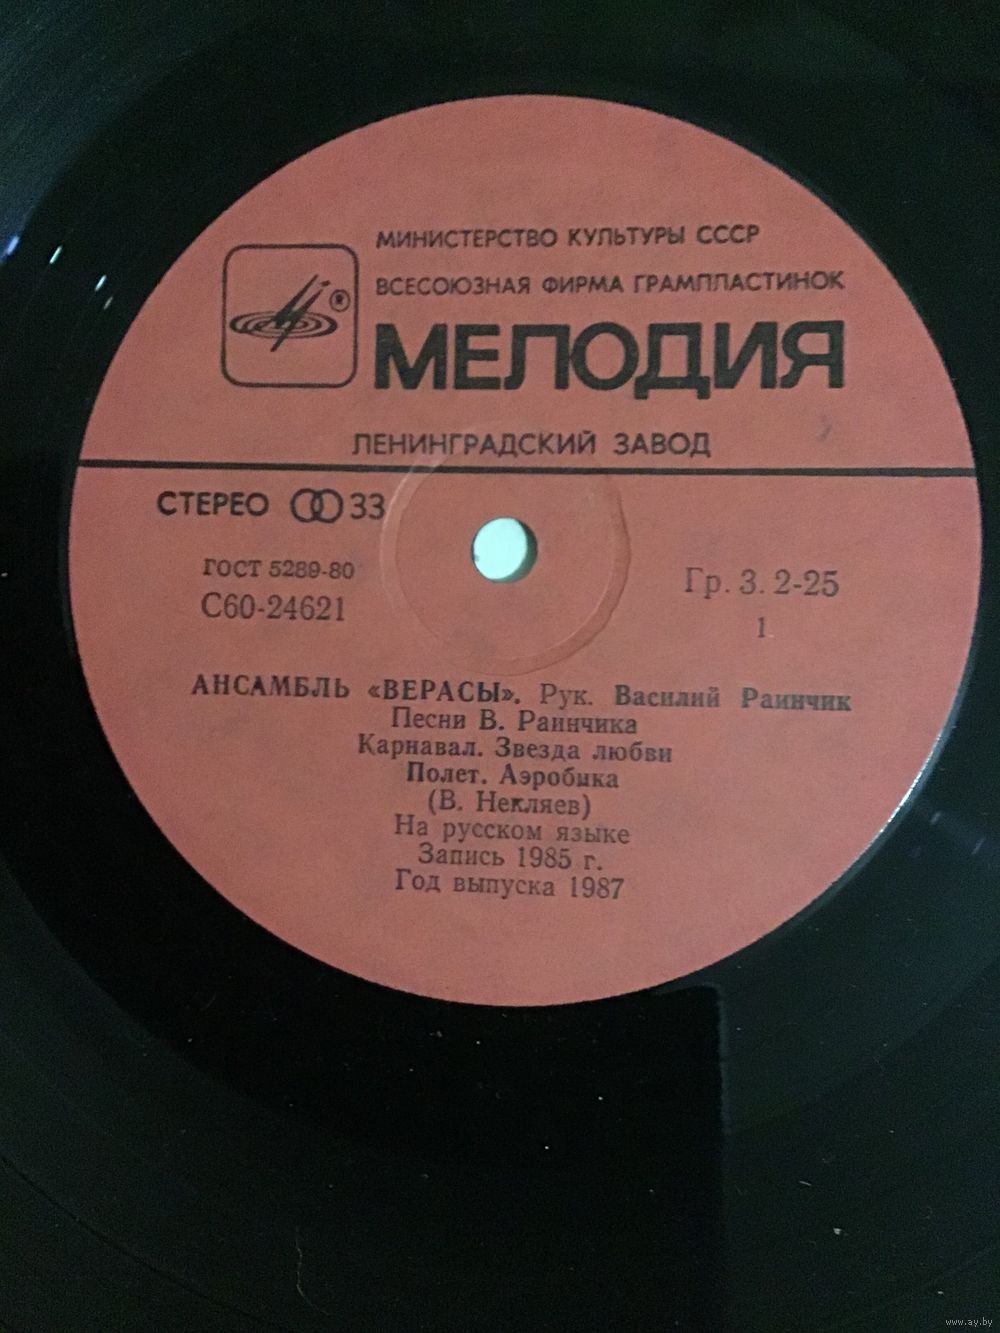 МИНИСТЕРСТВО КУЛЬТУРЫ СССР
ВСЕСОЮЗНАЯ ФИРМА ГРАМПЛАСТИНОК
®
МЕЛОДИЯ
ЛЕНИНГРАДСКИЙ ЗАВОД
СТЕРЕО 33
ГОСТ 5289-80
С60-24621
Гр. 3. 2-25
1
АНСАМБЛЬ «ВЕРАСЫ». Рук. Василий Раинчик
Песни В. Раинчика
Карнавал. Звезда любви
Полет. Аэробика
(В. Некляев)
На русском языке
Запись 1985 г.
Год выпуска 1987
www.ay.by